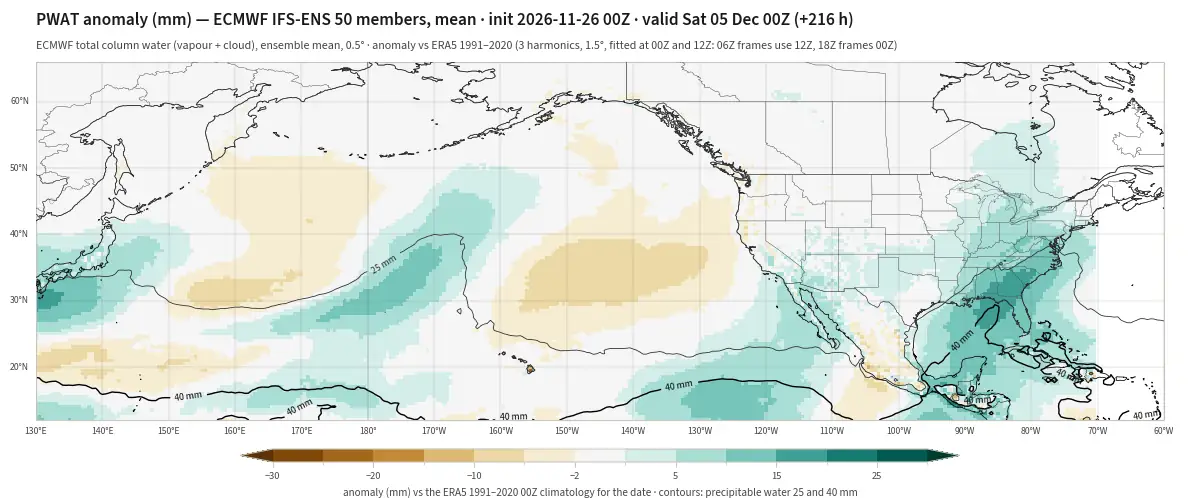 PWAT anomaly (mm) — ECMWF IFS-ENS 50 members, mean · init 2026-11-26 00Z · valid Sat 05 Dec 00Z (+216 h)
ECMWF total column water (vapour + cloud), ensemble mean, 0.5° · anomaly vs ERA5 1991–2020 (3 harmonics, 1.5°, fitted at 00Z and 12Z: 06Z frames use 12Z, 18Z frames 00Z)
60°N
50°N
40°N
30°N
20°N
25 mm
40 mm
40 mm
40 mm
40 mm
40 mm
40 mm
40 mm
40 mm
130°E 140°E 150°E 160°E 170°E 180° 170°W 160°W 150°W 140°W 130°W 120°W 110°W 100°W 90°W 80°W 70°W 60°W
−30 −20 −10 −2 5 15 25
anomaly (mm) vs the ERA5 1991–2020 00Z climatology for the date · contours: precipitable water 25 and 40 mm